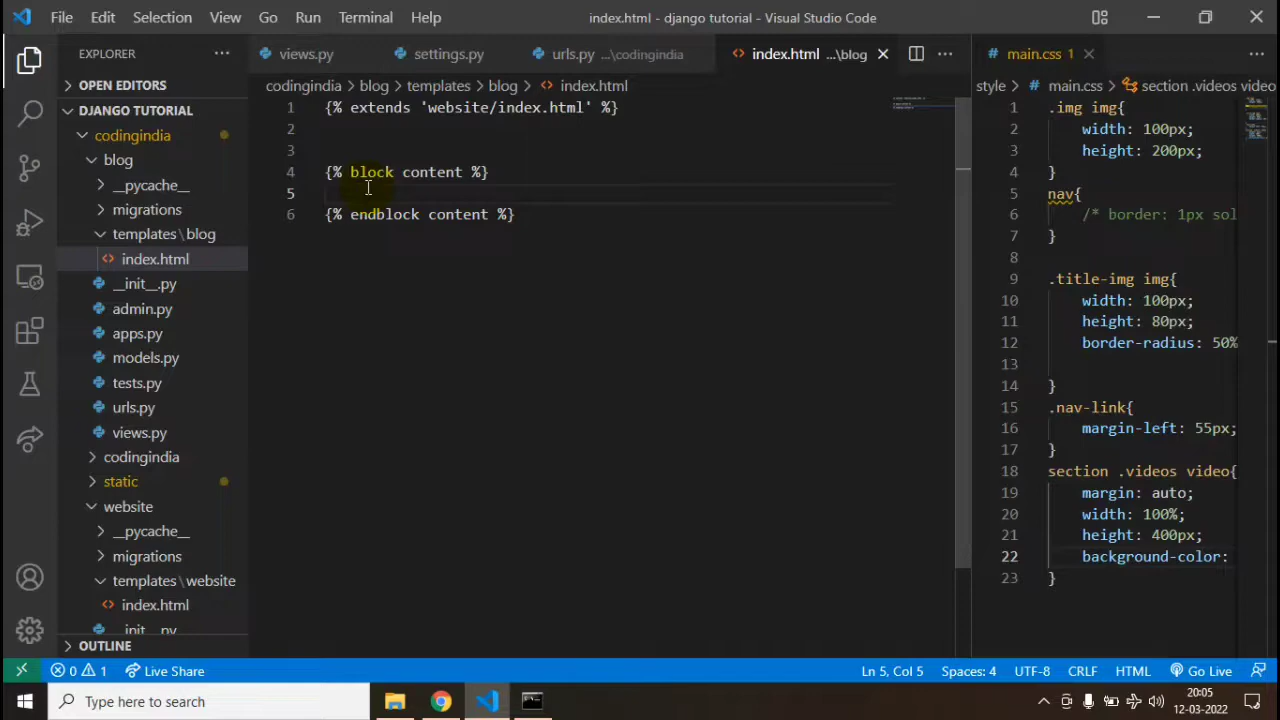 File Edit Selection View Go Run Terminal Help index.html - django tutorial - Visual Studio Code
EXPLORER
OPEN EDITORS
DJANGO TUTORIAL
codingindia
blog
__pycache__
migrations
templates\blog
index.html
__init__.py
admin.py
apps.py
models.py
tests.py
urls.py
views.py
codingindia
static
website
__pycache__
migrations
templates\website
index.html
__init__.py
OUTLINE
views.py settings.py urls.py ...\codingindia index.html ...\blog
codingindia > blog > templates > blog > index.html
1 {% extends 'website/index.html' %}
2
3
4 {% block content %}
5
6 {% endblock content %}
main.css 1
style > main.css > section .videos video
1 .img img{
2 width: 100px;
3 height: 200px;
4 }
5 nav{
6 /* border: 1px sol
7 }
8
9 .title-img img{
10 width: 100px;
11 height: 80px;
12 border-radius: 50%
13
14 }
15 .nav-link{
16 margin-left: 55px;
17 }
18 section .videos video{
19 margin: auto;
20 width: 100%;
21 height: 400px;
22 background-color:
23 }
0 1 Live Share Ln 5, Col 5 Spaces: 4 UTF-8 CRLF HTML Go Live
Type here to search
20:05
12-03-2022